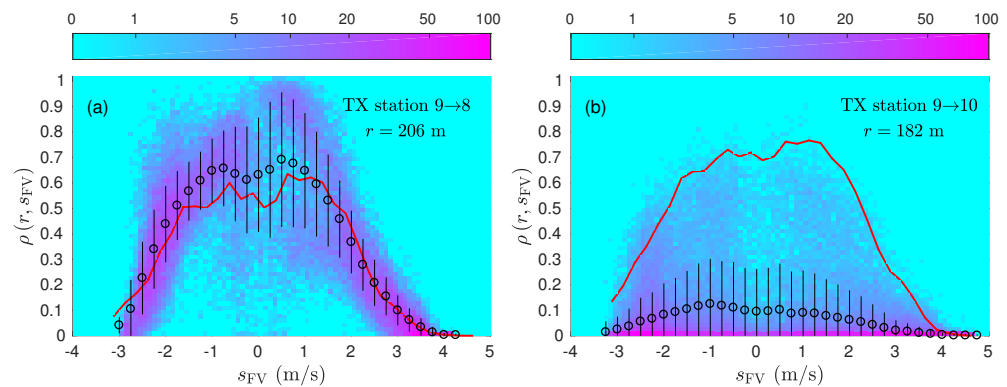 0 1 5 10 20 50 100
0 1 5 10 20 50 100
(a)
TX station 9→8
r = 206 m
ρ (r, s_FV)
1
0.9
0.8
0.7
0.6
0.5
0.4
0.3
0.2
0.1
0
-4 -3 -2 -1 0 1 2 3 4 5
s_FV (m/s)
(b)
TX station 9→10
r = 182 m
ρ (r, s_FV)
1
0.9
0.8
0.7
0.6
0.5
0.4
0.3
0.2
0.1
0
-4 -3 -2 -1 0 1 2 3 4 5
s_FV (m/s)